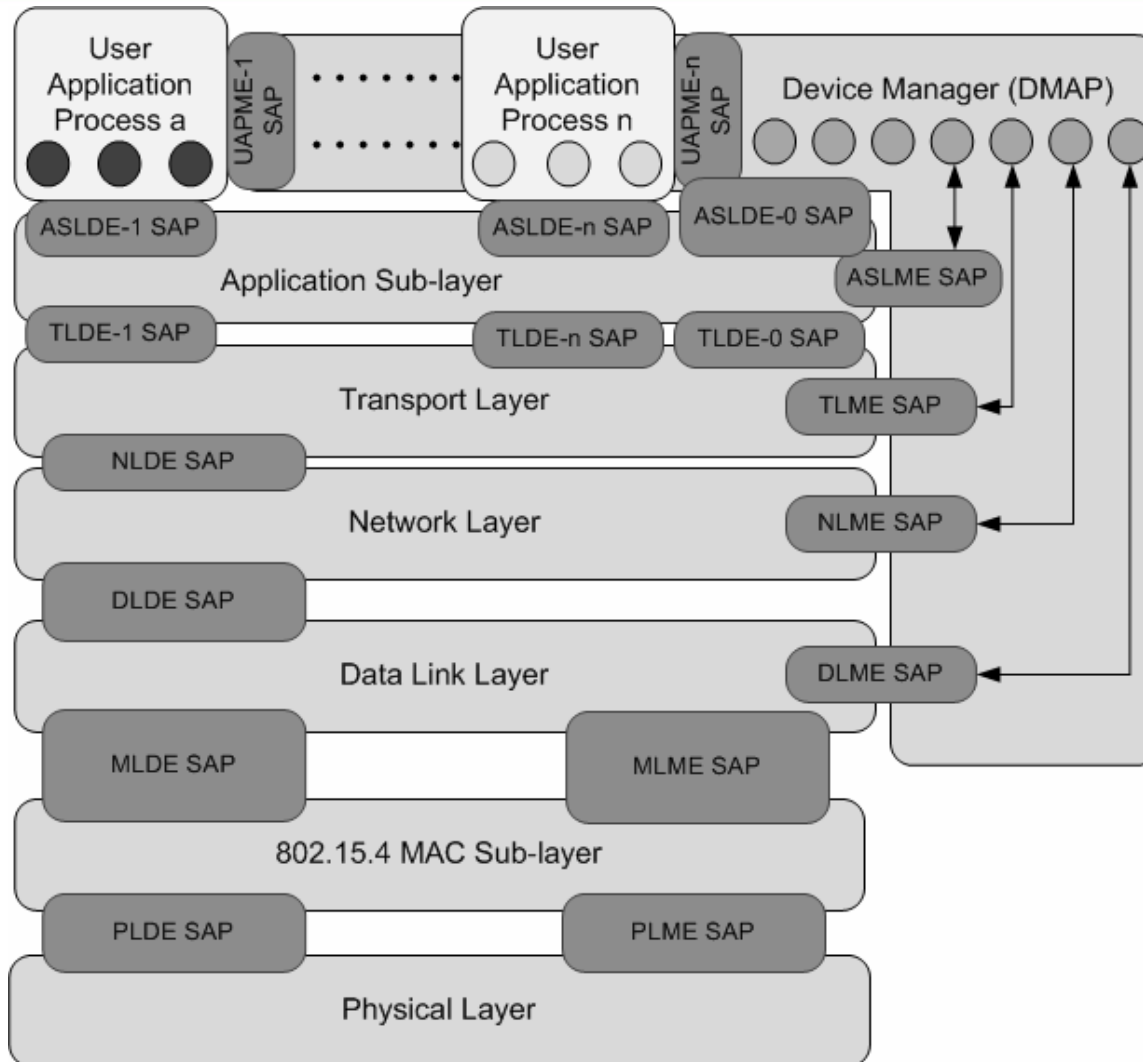 User
Application
Process a
UAPME-1
SAP
User
Application
Process n
UAPME-n
SAP
Device Manager (DMAP)
ASLDE-1 SAP
ASLDE-n SAP
ASLDE-0 SAP
Application Sub-layer
ASLME SAP
TLDE-1 SAP
TLDE-n SAP
TLDE-0 SAP
Transport Layer
TLME SAP
NLDE SAP
Network Layer
NLME SAP
DLDE SAP
Data Link Layer
DLME SAP
MLDE SAP
MLME SAP
802.15.4 MAC Sub-layer
PLDE SAP
PLME SAP
Physical Layer